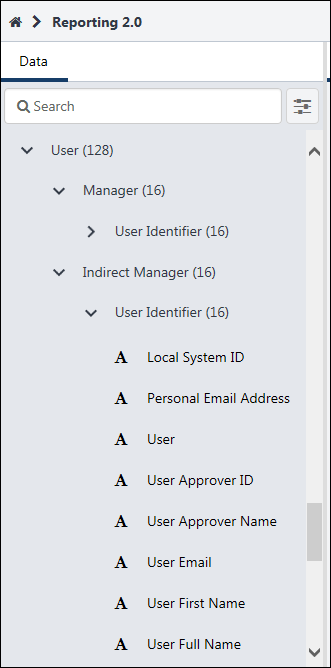 Reporting 2.0
Data
Search
User (128)
Manager (16)
User Identifier (16)
Indirect Manager (16)
User Identifier (16)
A Local System ID
A Personal Email Address
A User
A User Approver ID
A User Approver Name
A User Email
A User First Name
A User Full Name